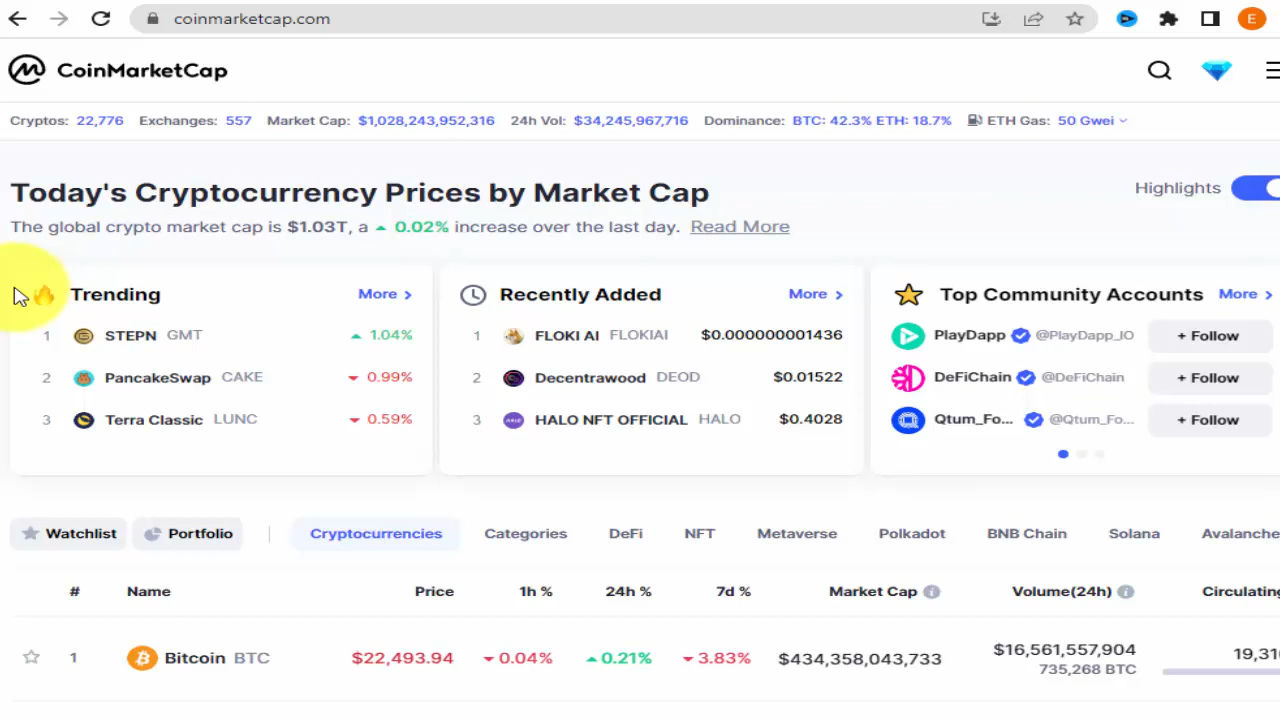 coinmarketcap.com
E
CoinMarketCap
Cryptos: 22,776 Exchanges: 557 Market Cap: $1,028,243,952,316 24h Vol: $34,245,967,716 Dominance: BTC: 42.3% ETH: 18.7% ETH Gas: 50 Gwei
Today's Cryptocurrency Prices by Market Cap
Highlights
The global crypto market cap is $1.03T, a 0.02% increase over the last day. Read More
Trending More
1 STEPN GMT 1.04%
2 PancakeSwap CAKE 0.99%
3 Terra Classic LUNC 0.59%
Recently Added More
1 FLOKI AI FLOKIAI $0.000000001436
2 Decentrawood DEOD $0.01522
3 HALO NFT OFFICIAL HALO $0.4028
Top Community Accounts More
PlayDapp @PlayDapp_IO + Follow
DeFiChain @DeFiChain + Follow
Qtum_Fo... @Qtum_Fo... + Follow
Watchlist Portfolio Cryptocurrencies Categories DeFi NFT Metaverse Polkadot BNB Chain Solana Avalanche
# Name Price 1h % 24h % 7d % Market Cap Volume(24h) Circulating
1 Bitcoin BTC $22,493.94 0.04% 0.21% 3.83% $434,358,043,733 $16,561,557,904 19,310
735,268 BTC